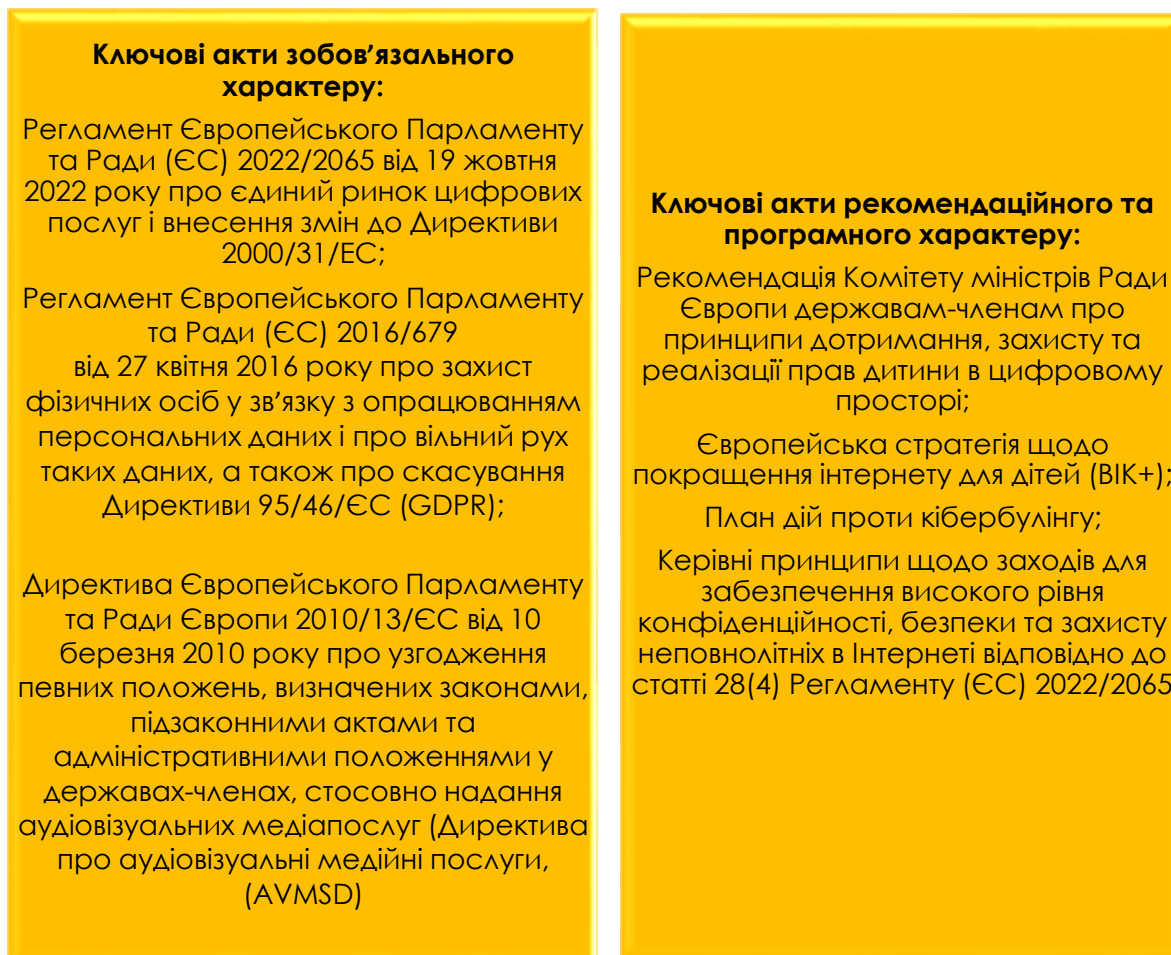 Ключові акти зобов'язального
характеру:
Регламент Європейського Парламенту
та Ради (ЄС) 2022/2065 від 19 жовтня
2022 року про єдиний ринок цифрових
послуг і внесення змін до Директиви
2000/31/ЕС;
Регламент Європейського Парламенту
та Ради (ЄС) 2016/679
від 27 квітня 2016 року про захист
фізичних осіб у зв'язку з опрацюванням
персональних даних і про вільний рух
таких даних, а також про скасування
Директиви 95/46/ЄС (GDPR);
Директива Європейського Парламенту
та Ради Європи 2010/13/ЄС від 10
березня 2010 року про узгодження
певних положень, визначених законами,
підзаконними актами та
адміністративними положеннями у
державах-членах, стосовно надання
аудіовізуальних медіапослуг (Директива
про аудіовізуальні медійні послуги,
(AVMSD)
Ключові акти рекомендаційного та
програмного характеру:
Рекомендація Комітету міністрів Ради
Європи державам-членам про
принципи дотримання, захисту та
реалізації прав дитини в цифровому
просторі;
Європейська стратегія щодо
покращення інтернету для дітей (BIK+);
План дій проти кібербулінгу;
Керівні принципи щодо заходів для
забезпечення високого рівня
конфіденційності, безпеки та захисту
неповнолітніх в Інтернеті відповідно до
статті 28(4) Регламенту (ЄС) 2022/2065